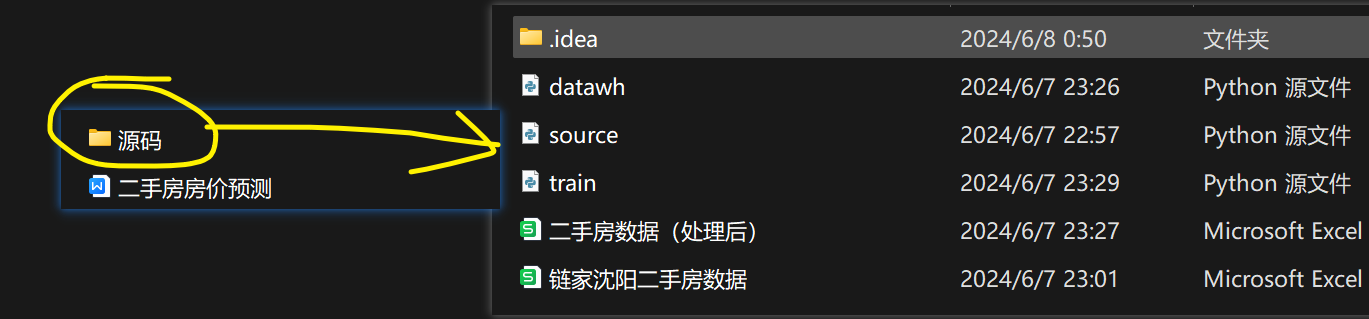 源码
二手房房价预测
.idea 2024/6/8 0:50 文件夹
datawh 2024/6/7 23:26 Python 源文件
source 2024/6/7 22:57 Python 源文件
train 2024/6/7 23:29 Python 源文件
二手房数据（处理后） 2024/6/7 23:27 Microsoft Excel
链家沈阳二手房数据 2024/6/7 23:01 Microsoft Excel